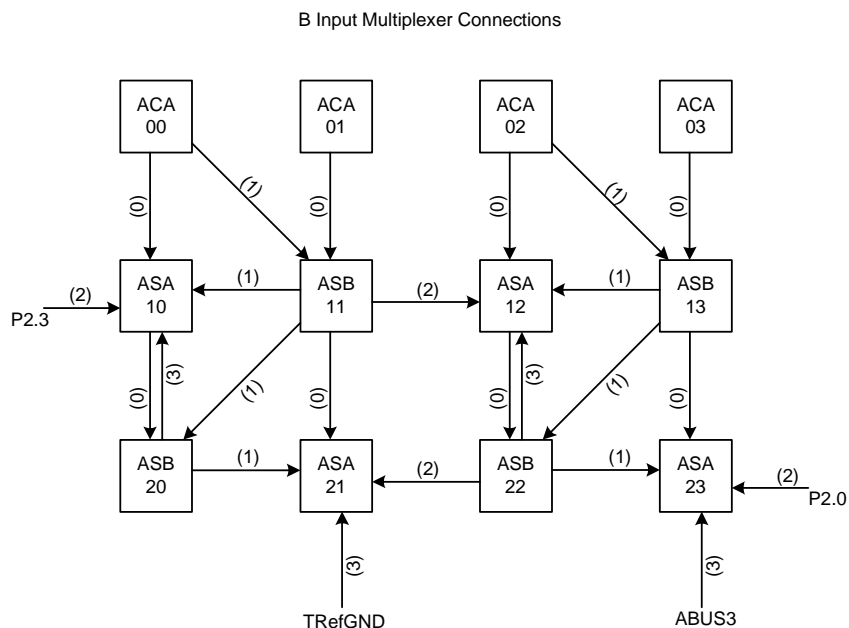 B Input Multiplexer Connections
ACA
00
ACA
01
ACA
02
ACA
03
(0)
(1)
(0)
(0)
(1)
(0)
ASA
10
ASB
11
ASA
12
ASB
13
(2)
P2.3
(1)
(2)
(1)
(0)
(3)
(1)
(0)
(0)
(3)
(1)
(0)
ASB
20
ASA
21
ASB
22
ASA
23
(1)
(2)
(1)
(2)
P2.0
(3)
(3)
TRefGND
ABUS3